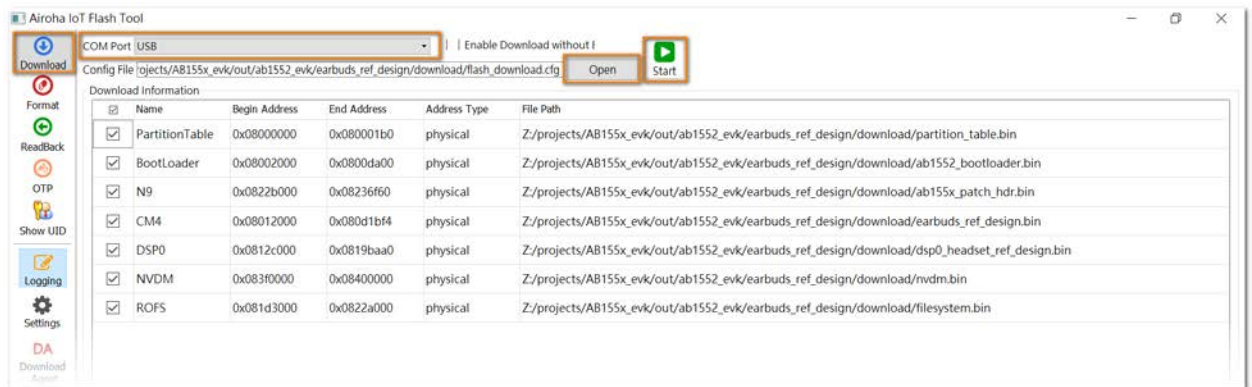 Airoha IoT Flash Tool
Download
COM Port USB
Enable Download without
Config File rojects/AB155x_evk/out/ab1552_evk/earbuds_ref_design/download/flash_download.cfg Open Start
Download Information
Format
ReadBack
OTP
Show UID
Logging
Settings
DA
Download
Name Begin Address End Address Address Type File Path
PartitionTable 0x08000000 0x080001b0 physical Z:/projects/AB155x_evk/out/ab1552_evk/earbuds_ref_design/download/partition_table.bin
BootLoader 0x08002000 0x0800da00 physical Z:/projects/AB155x_evk/out/ab1552_evk/earbuds_ref_design/download/ab1552_bootloader.bin
N9 0x0822b000 0x08236f60 physical Z:/projects/AB155x_evk/out/ab1552_evk/earbuds_ref_design/download/ab155x_patch_hdr.bin
CM4 0x08012000 0x080d1bf4 physical Z:/projects/AB155x_evk/out/ab1552_evk/earbuds_ref_design/download/earbuds_ref_design.bin
DSP0 0x0812c000 0x0819baa0 physical Z:/projects/AB155x_evk/out/ab1552_evk/earbuds_ref_design/download/dsp0_headset_ref_design.bin
NVDM 0x083f0000 0x08400000 physical Z:/projects/AB155x_evk/out/ab1552_evk/earbuds_ref_design/download/nvdm.bin
ROFS 0x081d3000 0x0822a000 physical Z:/projects/AB155x_evk/out/ab1552_evk/earbuds_ref_design/download/filesystem.bin